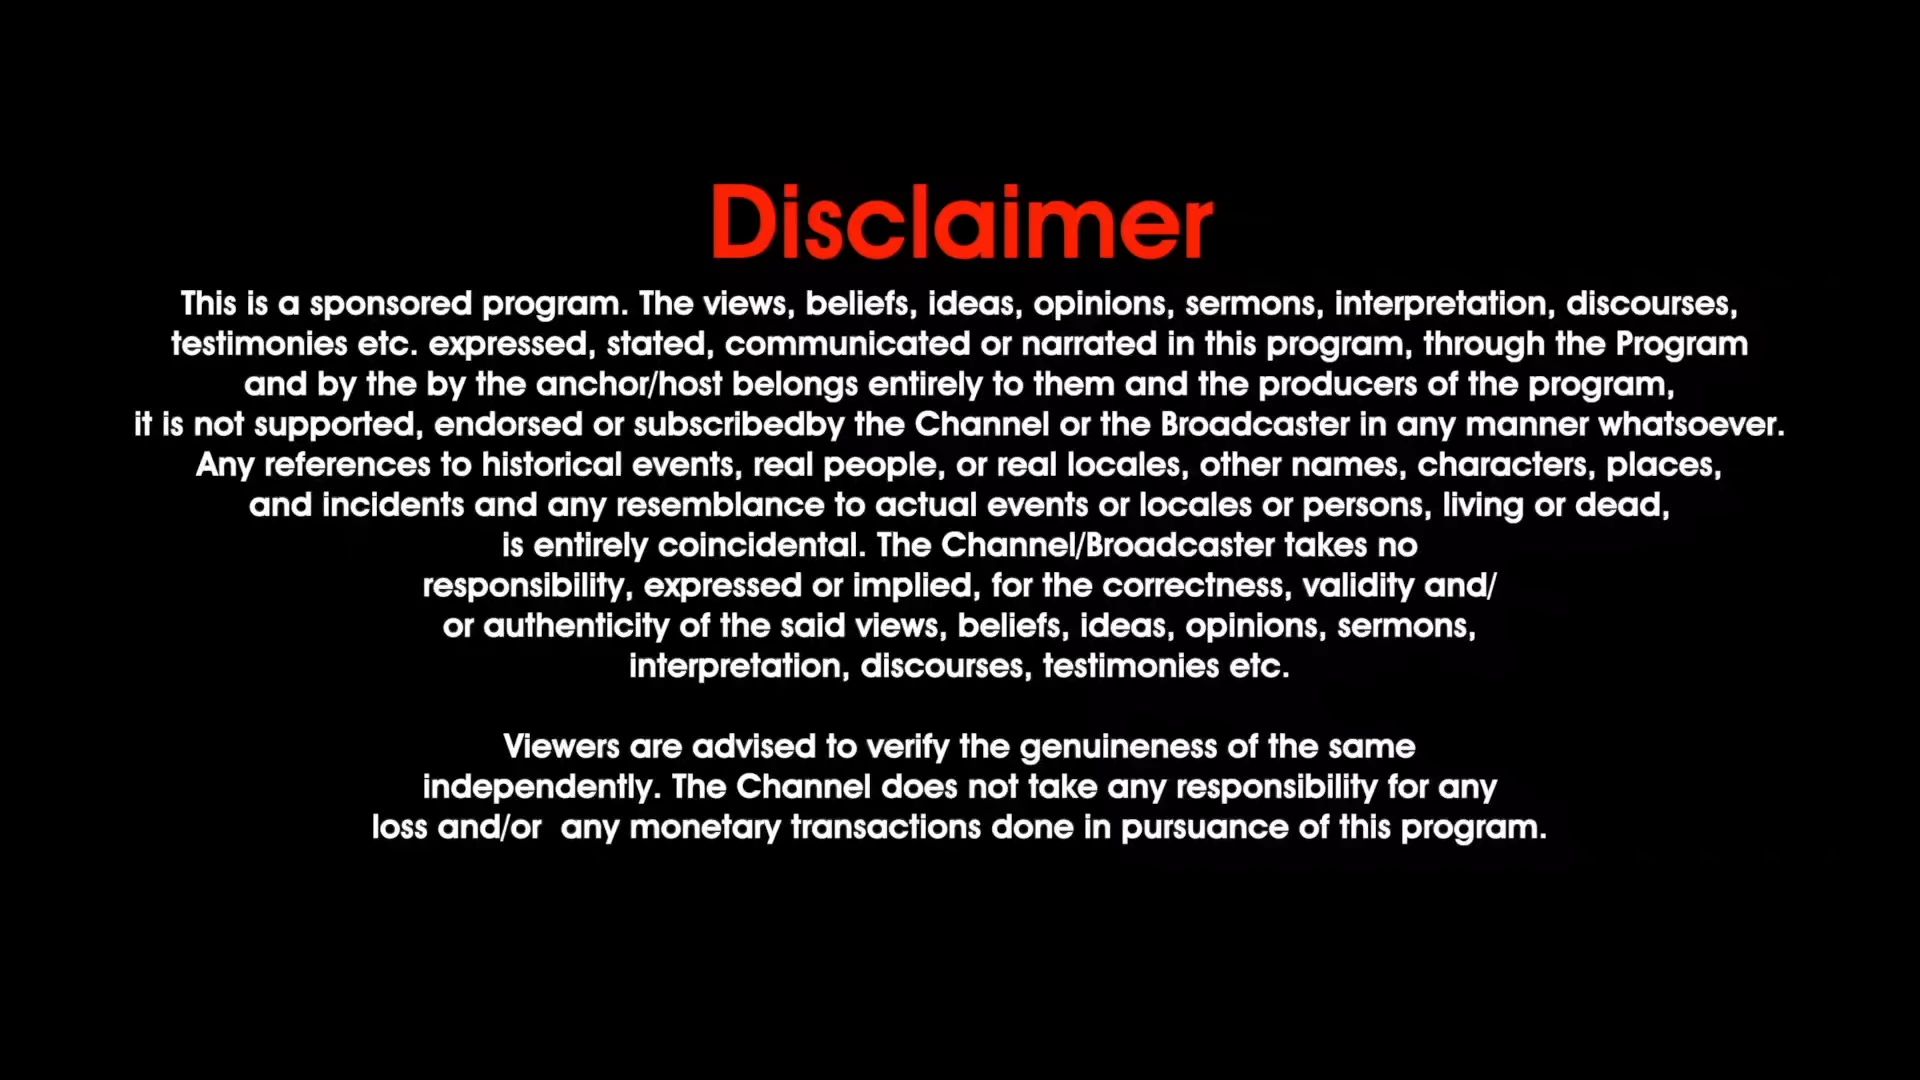 Disclaimer
This is a sponsored program. The views, beliefs, ideas, opinions, sermons, interpretation, discourses,
testimonies etc. expressed, stated, communicated or narrated in this program, through the Program
and by the by the anchor/host belongs entirely to them and the producers of the program,
it is not supported, endorsed or subscribedby the Channel or the Broadcaster in any manner whatsoever.
Any references to historical events, real people, or real locales, other names, characters, places,
and incidents and any resemblance to actual events or locales or persons, living or dead,
is entirely coincidental. The Channel/Broadcaster takes no
responsibility, expressed or implied, for the correctness, validity and/
or authenticity of the said views, beliefs, ideas, opinions, sermons,
interpretation, discourses, testimonies etc.
Viewers are advised to verify the genuineness of the same
independently. The Channel does not take any responsibility for any
loss and/or  any monetary transactions done in pursuance of this program.